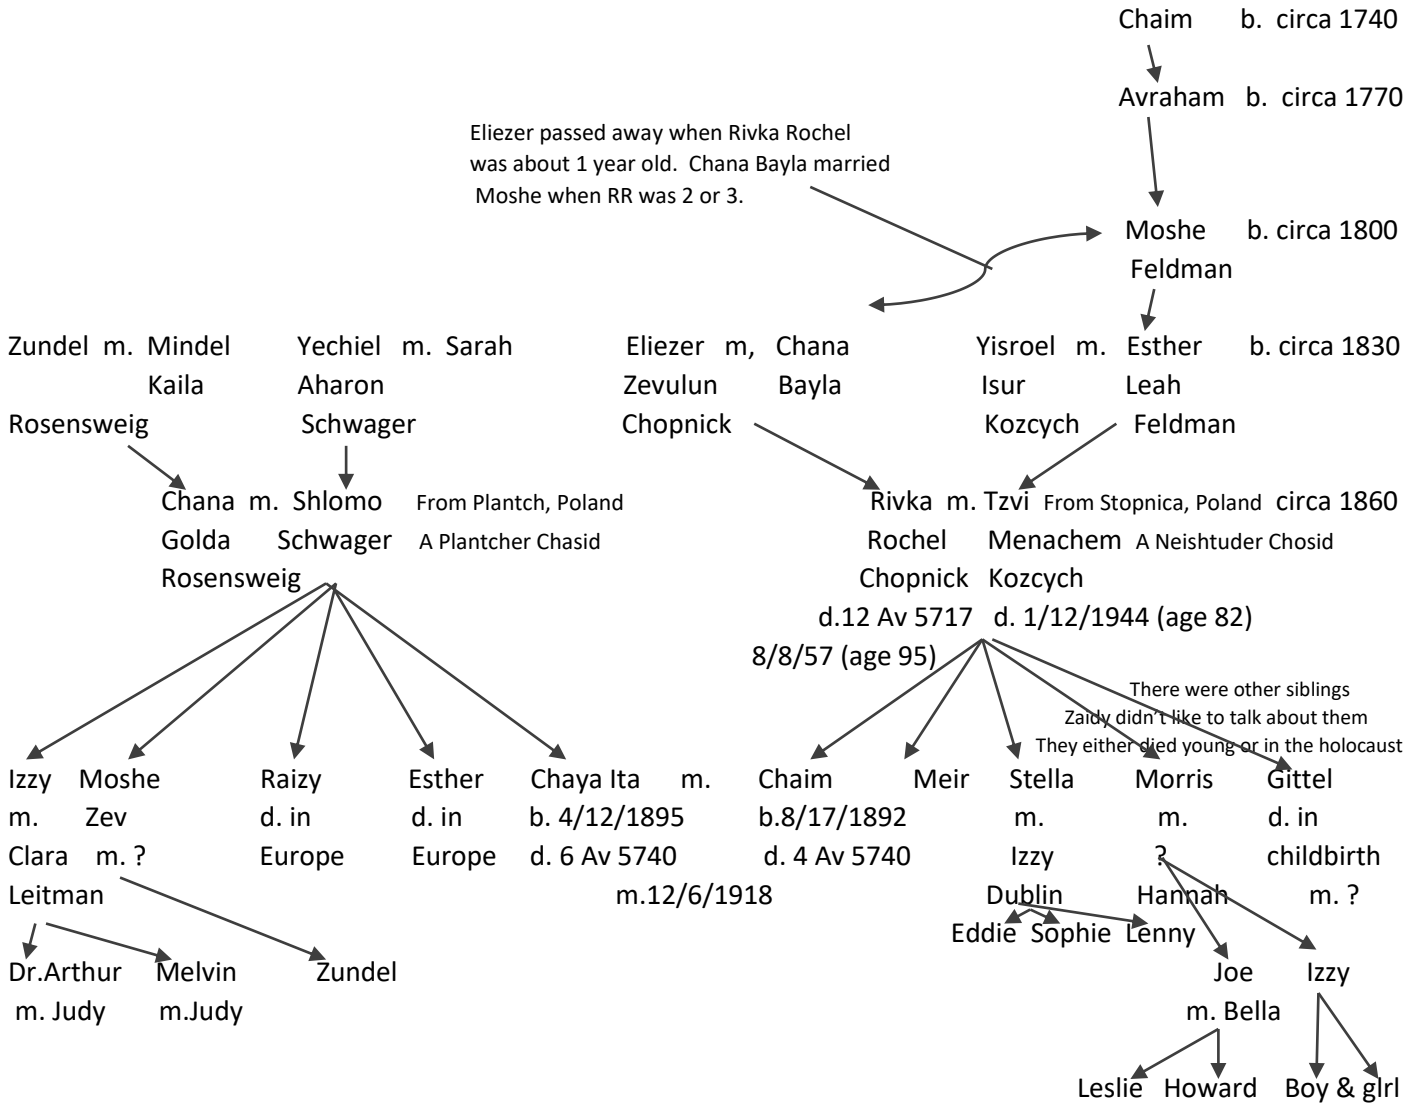 Chaim b. circa 1740
Avraham b. circa 1770
Eliezer passed away when Rivka Rochel
was about 1 year old. Chana Bayla married
Moshe when RR was 2 or 3.
Moshe b. circa 1800
Feldman
Zundel m. Mindel Yechiel m. Sarah Eliezer m, Chana Yisroel m. Esther b. circa 1830
Kaila Aharon Zevulun Bayla Isur Leah
Rosensweig Schwager Chopnick Kozcych Feldman
Chana m. Shlomo From Plantch, Poland Rivka m. Tzvi From Stopnica, Poland circa 1860
Golda Schwager A Plantcher Chasid Rochel Menachem A Neishtuder Chosid
Rosensweig Chopnick Kozcych
d.12 Av 5717 d. 1/12/1944 (age 82)
8/8/57 (age 95)
There were other siblings
Zaidy didn't like to talk about them
They either died young or in the holocaust
Izzy Moshe Raizy Esther Chaya Ita m. Chaim Meir Stella Morris Gittel
m. Zev d. in d. in b. 4/12/1895 b.8/17/1892 m. m. d. in
Clara m. ? Europe Europe d. 6 Av 5740 d. 4 Av 5740 Izzy ? childbirth
Leitman m.12/6/1918 Dublin Hannah m. ?
Eddie Sophie Lenny
Dr.Arthur Melvin Zundel Joe Izzy
m. Judy m.Judy m. Bella
Leslie Howard Boy & gIrl